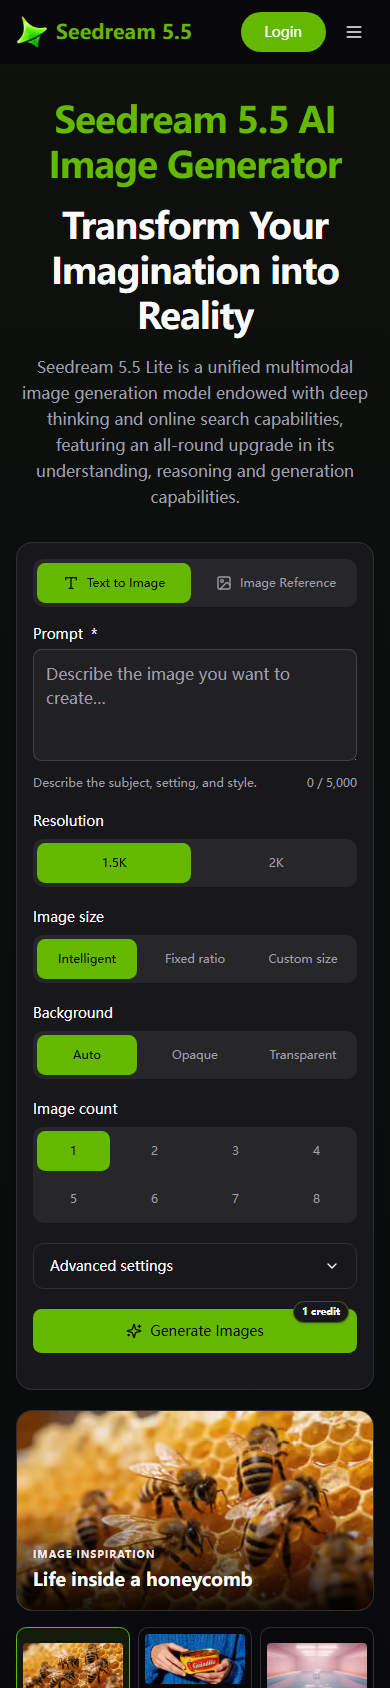 Seedream 5.5
Login
Seedream 5.5 AI
Image Generator
Transform Your
Imagination into
Reality
Seedream 5.5 Lite is a unified multimodal
image generation model endowed with deep
thinking and online search capabilities,
featuring an all-round upgrade in its
understanding, reasoning and generation
capabilities.
Text to Image
Image Reference
Prompt *
Describe the image you want to
create...
Describe the subject, setting, and style.
0 / 5,000
Resolution
1.5K
2K
Image size
Intelligent
Fixed ratio
Custom size
Background
Auto
Opaque
Transparent
Image count
1
2
3
4
5
6
7
8
Advanced settings
1 credit
Generate Images
IMAGE INSPIRATION
Life inside a honeycomb